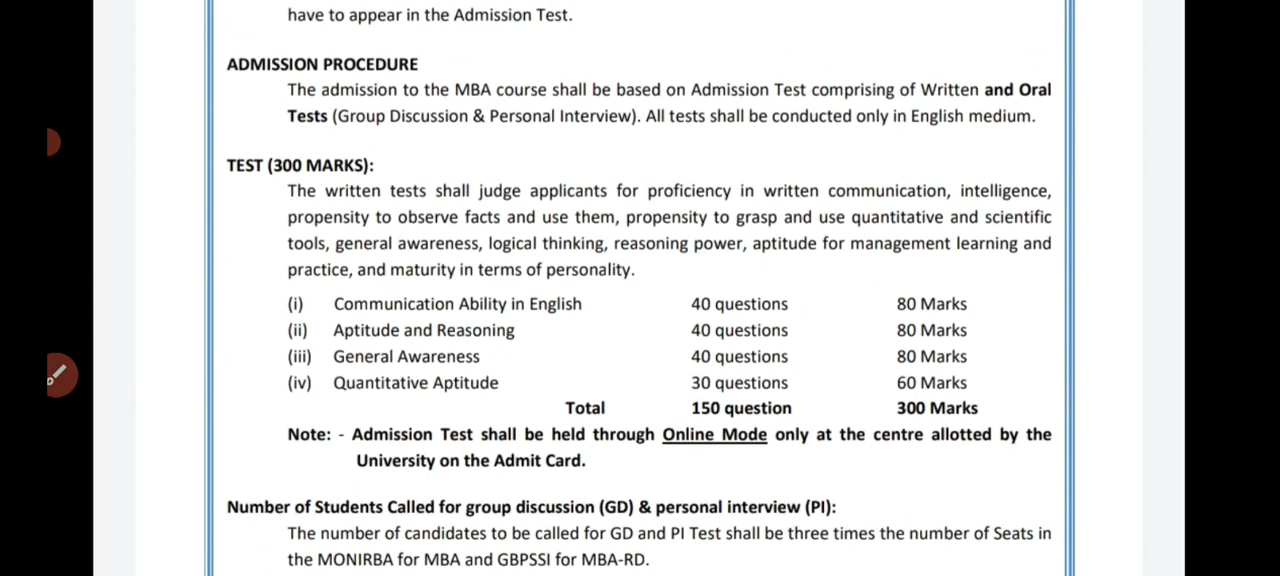 have to appear in the Admission Test.
ADMISSION PROCEDURE
The admission to the MBA course shall be based on Admission Test comprising of Written and Oral
Tests (Group Discussion & Personal Interview). All tests shall be conducted only in English medium.
TEST (300 MARKS):
The written tests shall judge applicants for proficiency in written communication, intelligence,
propensity to observe facts and use them, propensity to grasp and use quantitative and scientific
tools, general awareness, logical thinking, reasoning power, aptitude for management learning and
practice, and maturity in terms of personality.
(i) Communication Ability in English 40 questions 80 Marks
(ii) Aptitude and Reasoning 40 questions 80 Marks
(iii) General Awareness 40 questions 80 Marks
(iv) Quantitative Aptitude 30 questions 60 Marks
Total 150 question 300 Marks
Note: - Admission Test shall be held through Online Mode only at the centre allotted by the
University on the Admit Card.
Number of Students Called for group discussion (GD) & personal interview (PI):
The number of candidates to be called for GD and PI Test shall be three times the number of Seats in
the MONIRBA for MBA and GBPSSI for MBA-RD.